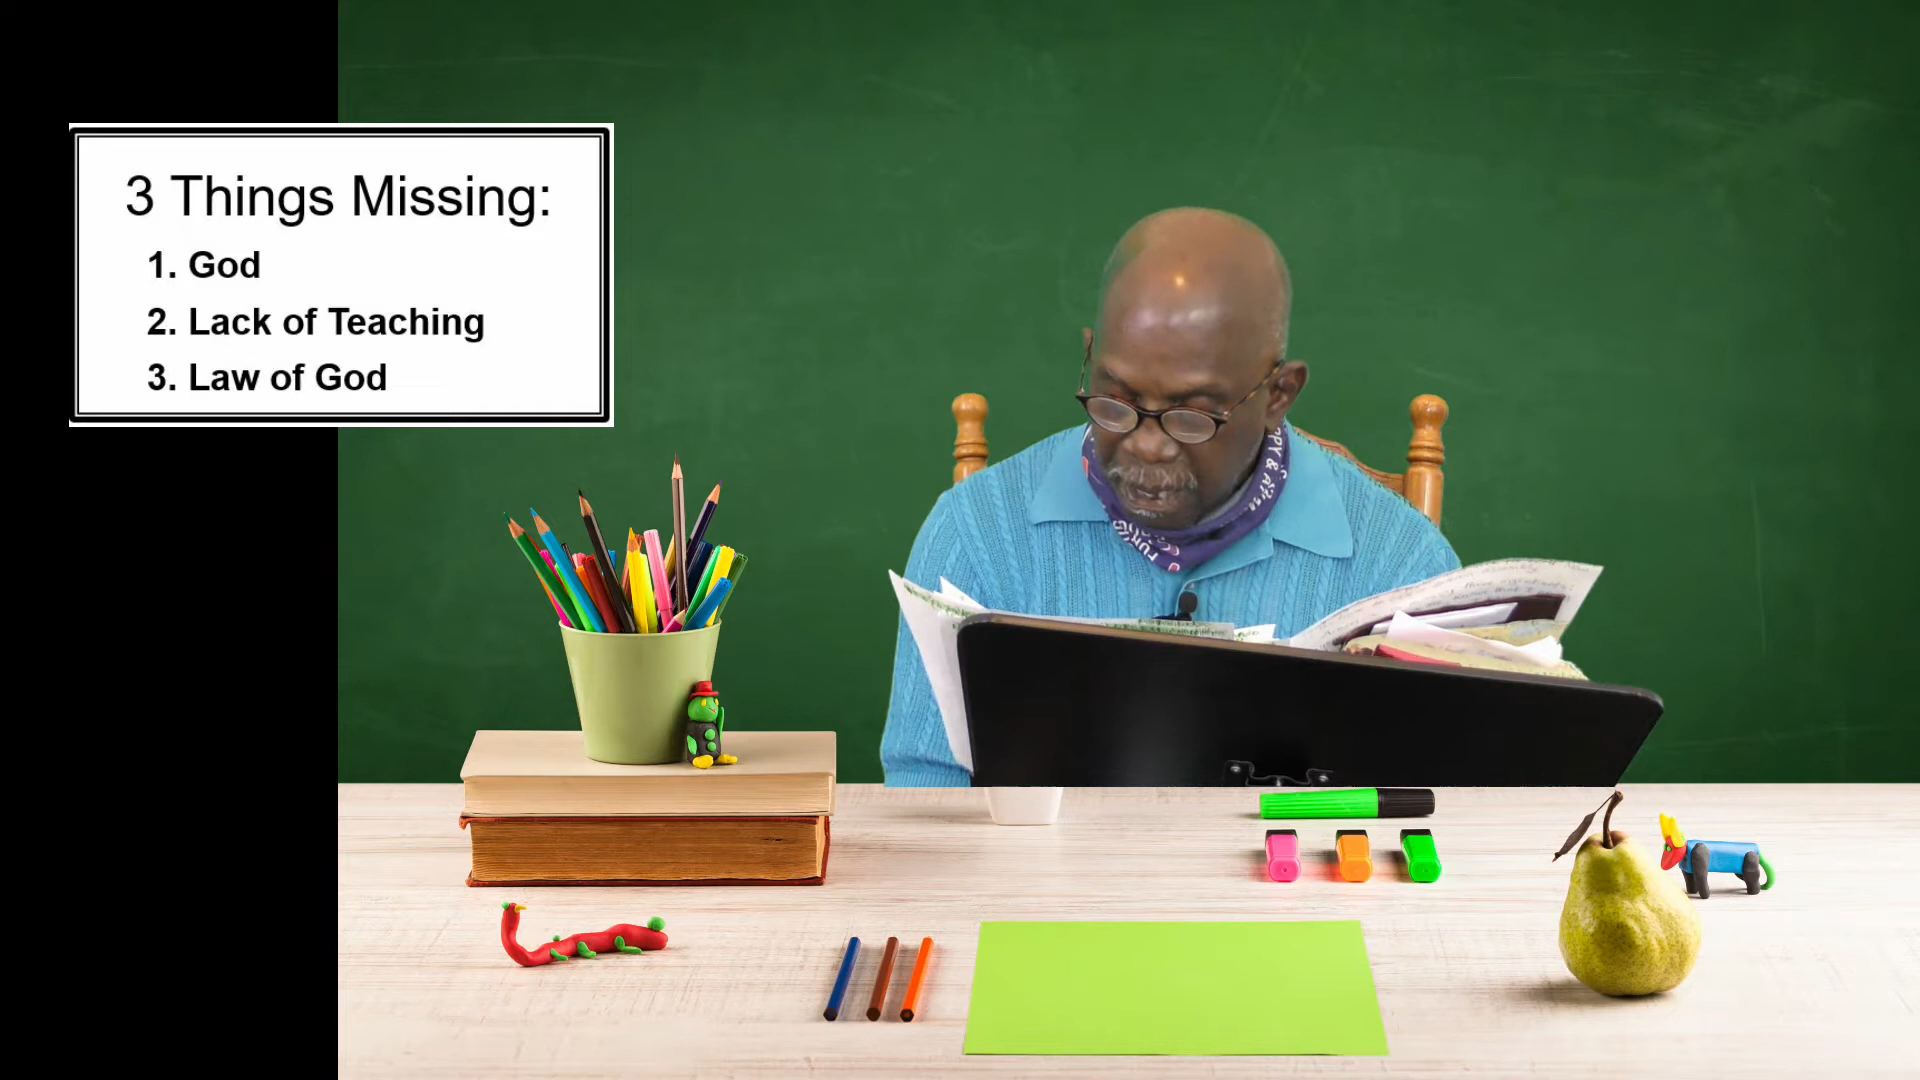 3 Things Missing:
1. God
2. Lack of Teaching
3. Law of God